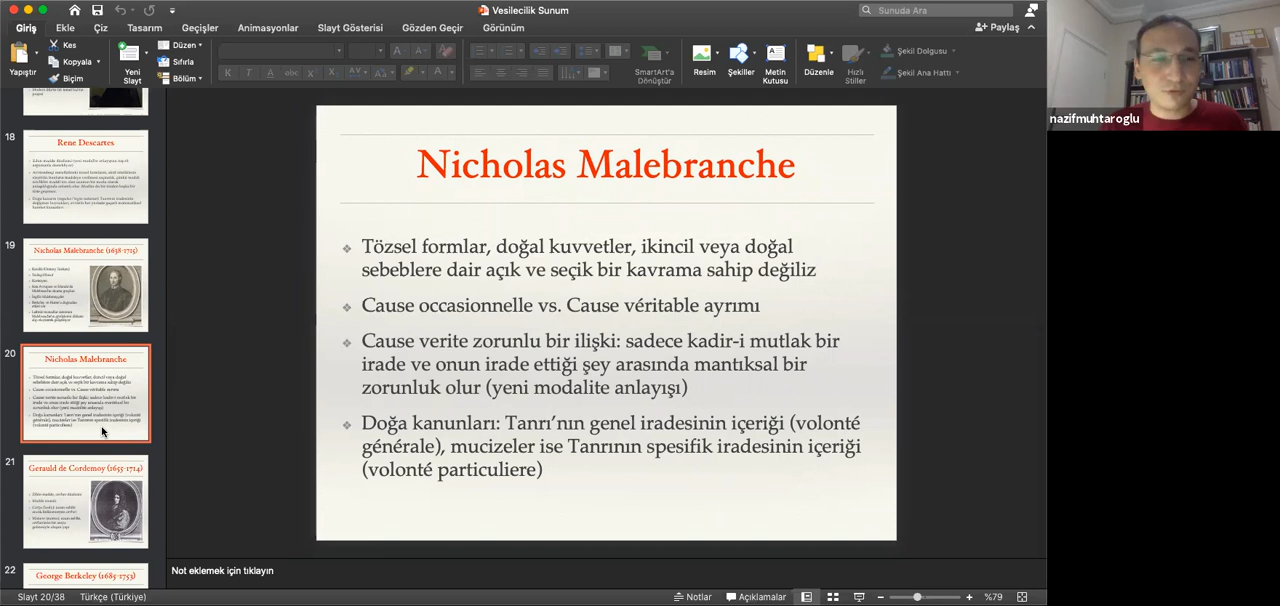 Vesilecilik Sunum
Sunuda Ara
Giriş
Ekle
Çiz
Tasarım
Geçişler
Animasyonlar
Slayt Gösterisi
Gözden Geçir
Görünüm
Paylaş
Yapıştır
Kes
Kopyala
Biçim
Yeni
Slayt
Düzen
Sıfırla
Bölüm
SmartArt'a
Dönüştür
Resim
Şekiller
Metin
Kutusu
Düzenle
Hızlı
Stiller
Şekil Dolgusu
Şekil Ana Hattı
nazifmuhtaroglu
18
Rene Descartes
19
Nicholas Malebranche (1638-1715)
20
Nicholas Malebranche
21
Gerauld de Cordemoy (1655-1714)
22
George Berkeley (1685-1753)
Nicholas Malebranche
Tözsel formlar, doğal kuvvetler, ikincil veya doğal
sebeblere dair açık ve seçik bir kavrama sahip değiliz
Cause occasionnelle vs. Cause véritable ayrımı
Cause verite zorunlu bir ilişki: sadece kadir-i mutlak bir
irade ve onun irade ettiği şey arasında mantıksal bir
zorunluk olur (yeni modalite anlayışı)
Doğa kanunları: Tanrı'nın genel iradesinin içeriği (volonté
générale), mucizeler ise Tanrının spesifik iradesinin içeriği
(volonté particuliere)
Not eklemek için tıklayın
Slayt 20/38
Türkçe (Türkiye)
Notlar
Açıklamalar
%79